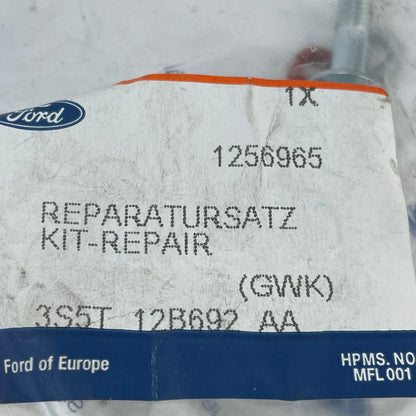 Ford
1X
1256965
REPARATURSATZ
KIT-REPAIR
(GWK)
3S5T 12B692 AA
Ford of Europe
HPMS. NO
MFL 001